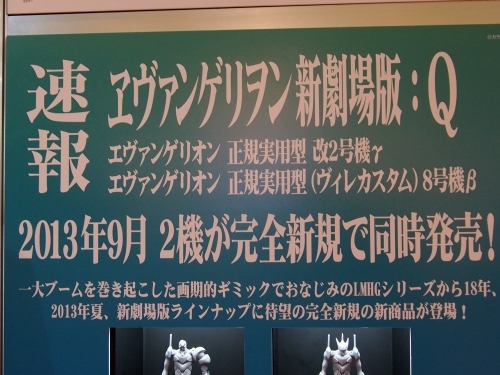 速報
ヱヴァンゲリヲン新劇場版：Q
エヴァンゲリオン 正規実用型 改2号機γ
エヴァンゲリオン 正規実用型（ヴィレカスタム）8号機β
2013年9月 2機が完全新規で同時発売！
一大ブームを巻き起こした画期的ギミックでおなじみのLMHGシリーズから18年、
2013年夏、新劇場版ラインナップに待望の完全新規の新商品が登場！